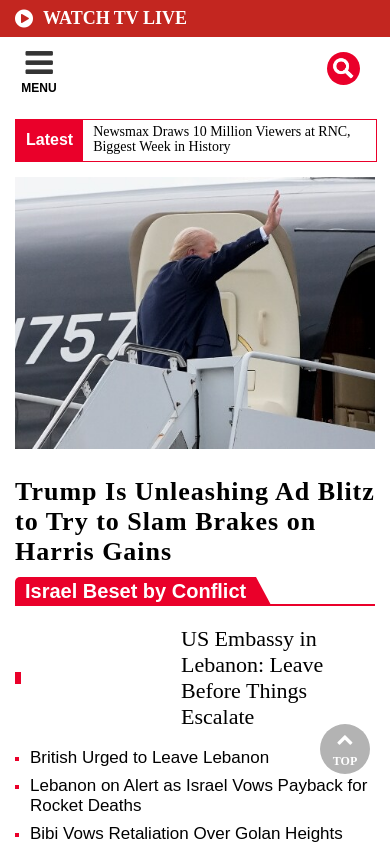 WATCH TV LIVE
MENU
Latest
Newsmax Draws 10 Million Viewers at RNC,
Biggest Week in History
N757
Trump Is Unleashing Ad Blitz
to Try to Slam Brakes on
Harris Gains
Israel Beset by Conflict
US Embassy in
Lebanon: Leave
Before Things
Escalate
British Urged to Leave Lebanon
Lebanon on Alert as Israel Vows Payback for
Rocket Deaths
Bibi Vows Retaliation Over Golan Heights
TOP